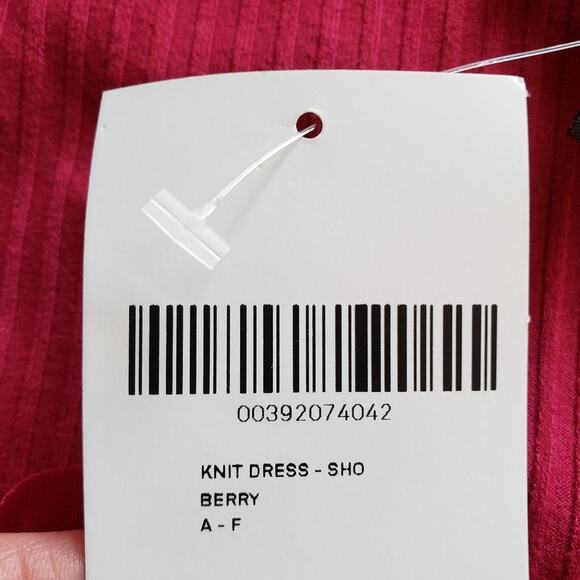 00392074042
KNIT DRESS - SHO
BERRY
A - F